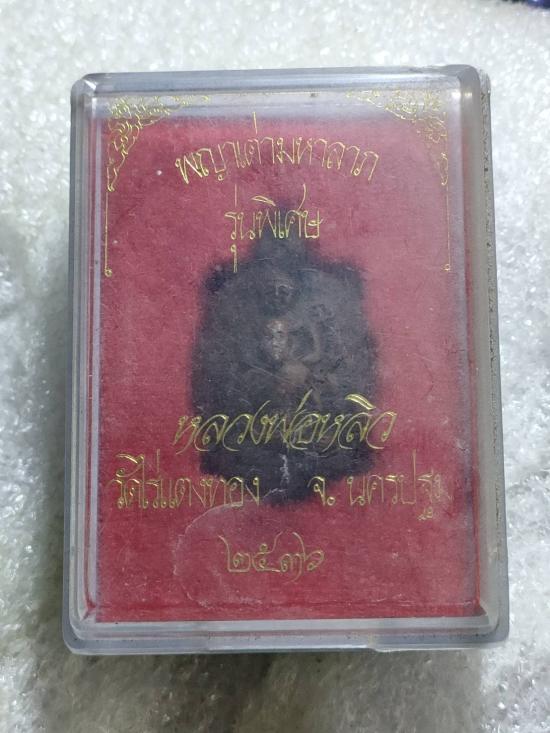 พญาเต่ามหาลาภ
รุ่นพิเศษ
หลวงพ่อหลิว
วัดไร่แตงทอง จ. นครปฐม
๒๕๓๖